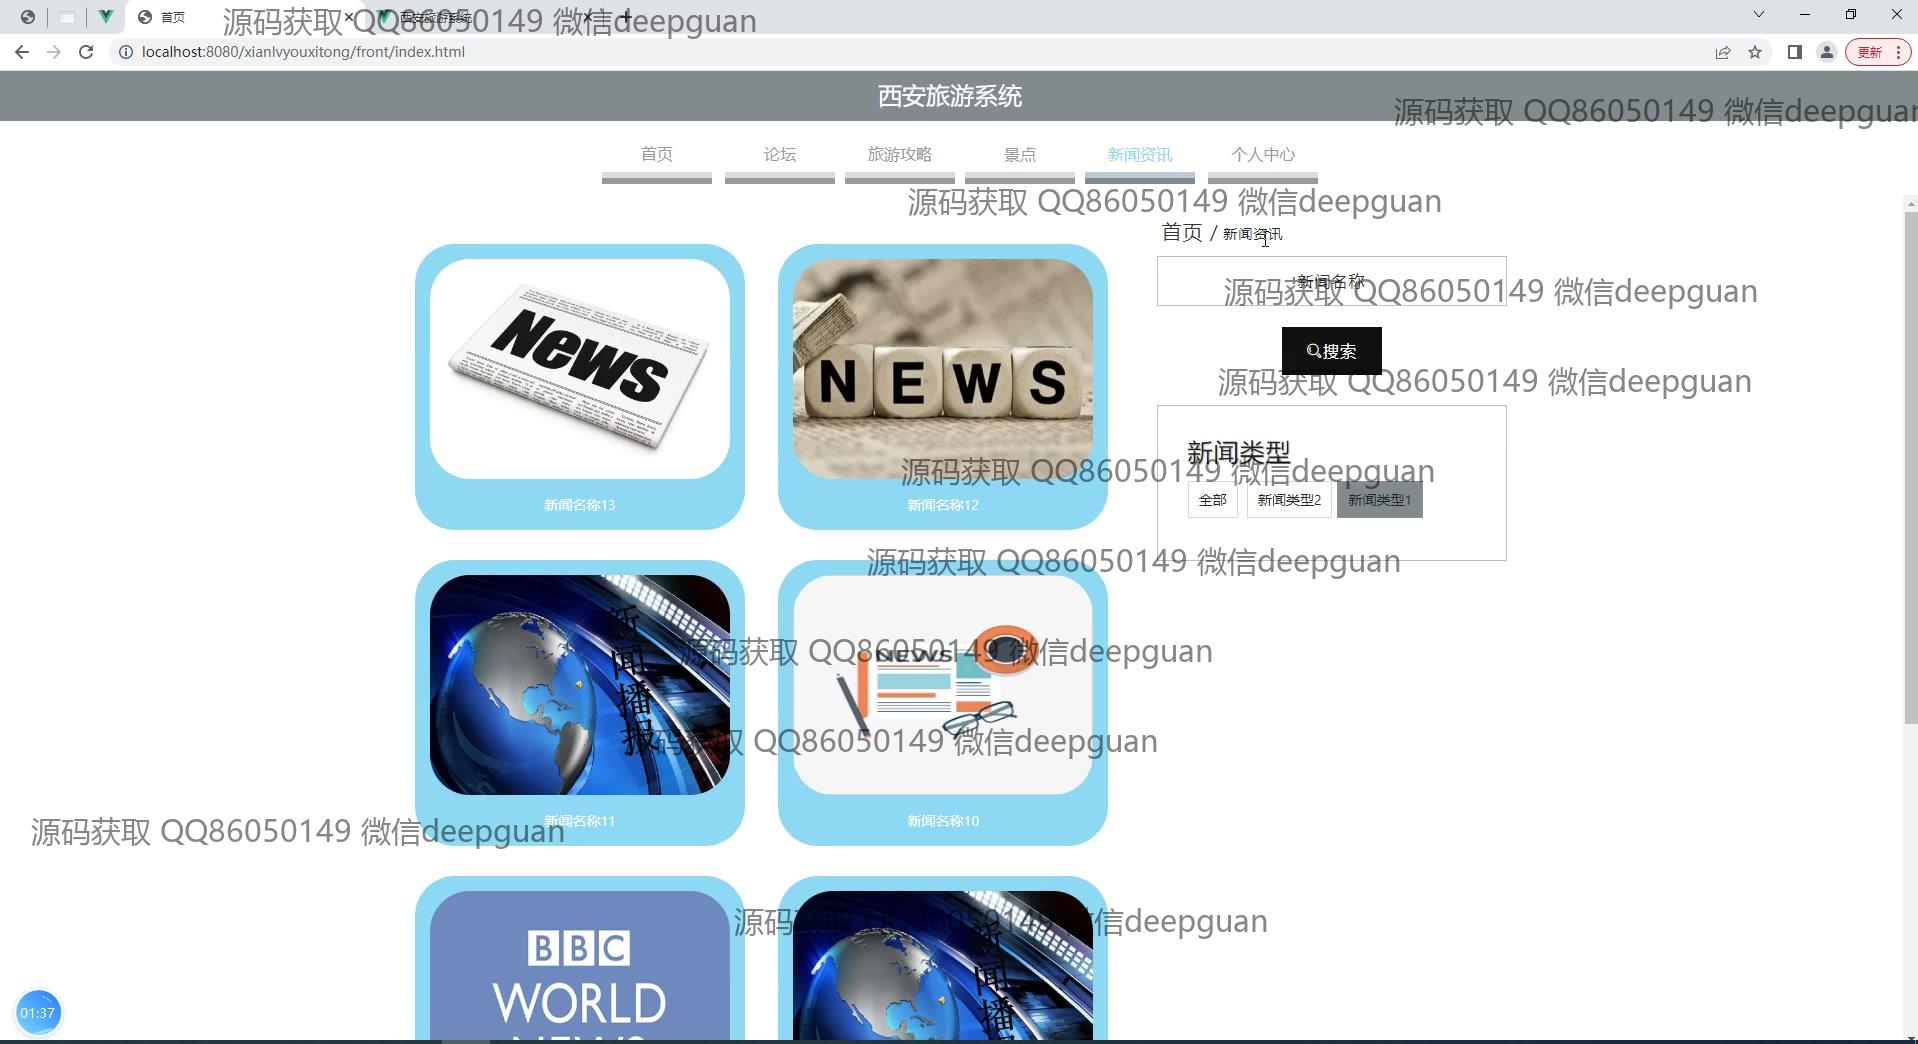 首页
西安旅游系统
源码获取 QQ86050149 微信deepguan
localhost:8080/xianlvyouxitong/front/index.html
更新
西安旅游系统
源码获取 QQ86050149 微信deepguan
首页 论坛 旅游攻略 景点 新闻资讯 个人中心
源码获取 QQ86050149 微信deepguan
首页 / 新闻资讯
新闻名称
源码获取 QQ86050149 微信deepguan
搜索
源码获取 QQ86050149 微信deepguan
News
NEWS
新闻类型
源码获取 QQ86050149 微信deepguan
全部 新闻类型2 新闻类型1
新闻名称13
新闻名称12
源码获取 QQ86050149 微信deepguan
新闻播报
NEWS
源码获取 QQ86050149 微信deepguan
源码获取 QQ86050149 微信deepguan
新闻名称11
新闻名称10
源码获取 QQ86050149 微信deepguan
源码获取 QQ86050149 微信deepguan
BBC
WORLD
NEWS
新闻播
01:37